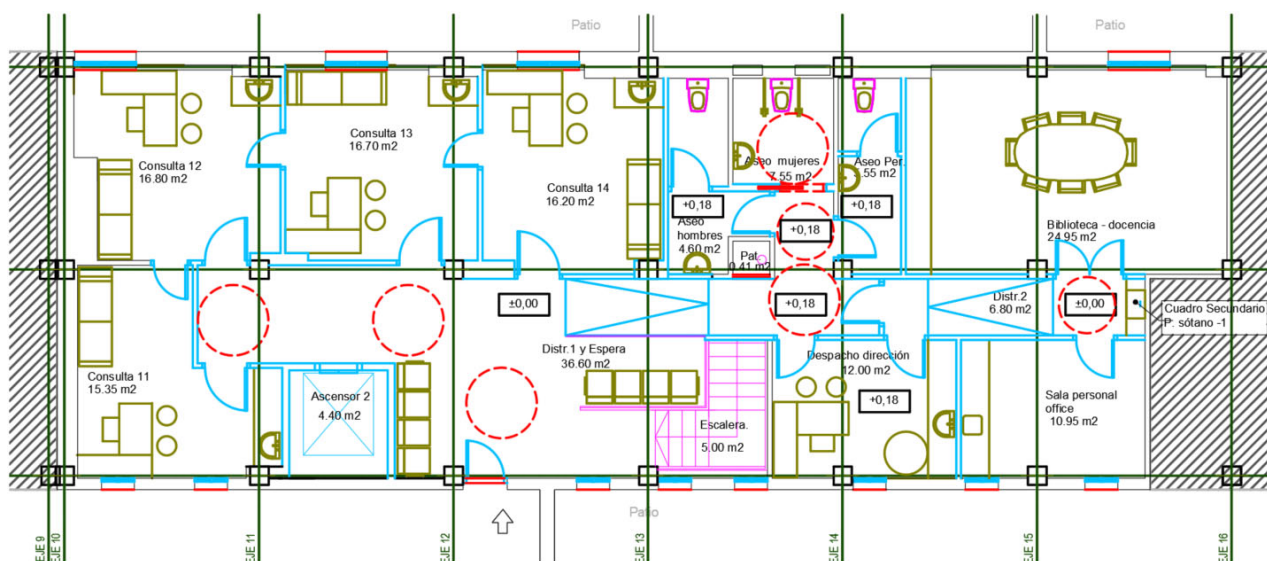 Patio
Patio
Consulta 12
16.80 m2
Consulta 13
16.70 m2
Consulta 14
16.20 m2
Aseo mujeres
7.55 m2
Aseo Per.
3.55 m2
+0,18
+0,18
+0,18
Aseo
hombres
4.60 m2
Pat.
0.41 m2
Biblioteca - docencia
24.95 m2
±0,00
+0,18
Distr.2
6.80 m2
±0,00
Cuadro Secundario
P. sótano -1
Consulta 11
15.35 m2
Ascensor 2
4.40 m2
Distr.1 y Espera
36.60 m2
Despacho dirección
12.00 m2
+0,18
Escalera.
5.00 m2
Sala personal
office
10.95 m2
Patio
EJE 9
EJE 10
EJE 11
EJE 12
EJE 13
EJE 14
EJE 15
EJE 16